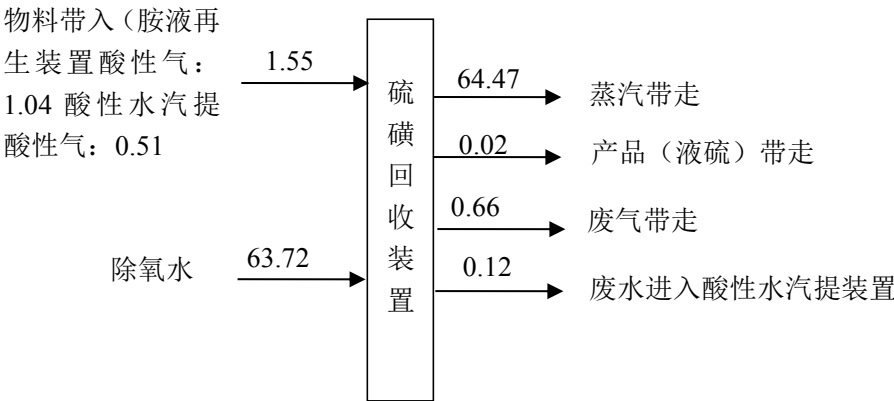 物料带入（胺液再
生装置酸性气：
1.04 酸性水汽提
酸性气：0.51
1.55
除氧水
63.72
硫
磺
回
收
装
置
64.47
蒸汽带走
0.02
产品（液硫）带走
0.66
废气带走
0.12
废水进入酸性水汽提装置